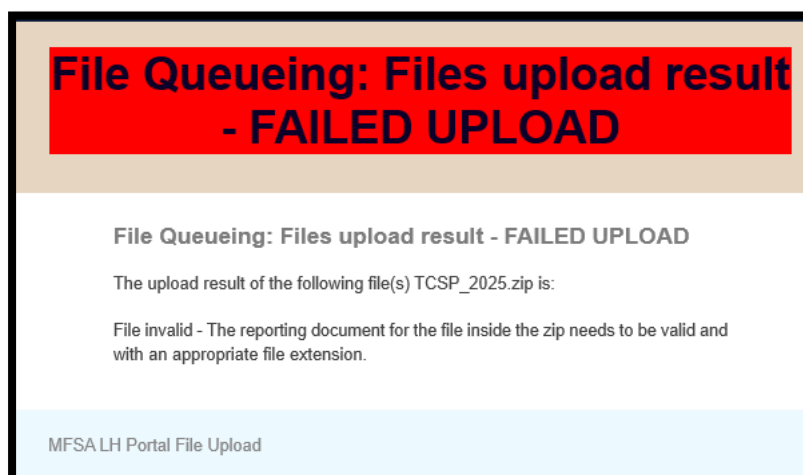 File Queueing: Files upload result
- FAILED UPLOAD
File Queueing: Files upload result - FAILED UPLOAD
The upload result of the following file(s) TCSP_2025.zip is:
File invalid - The reporting document for the file inside the zip needs to be valid and
with an appropriate file extension.
MFSA LH Portal File Upload